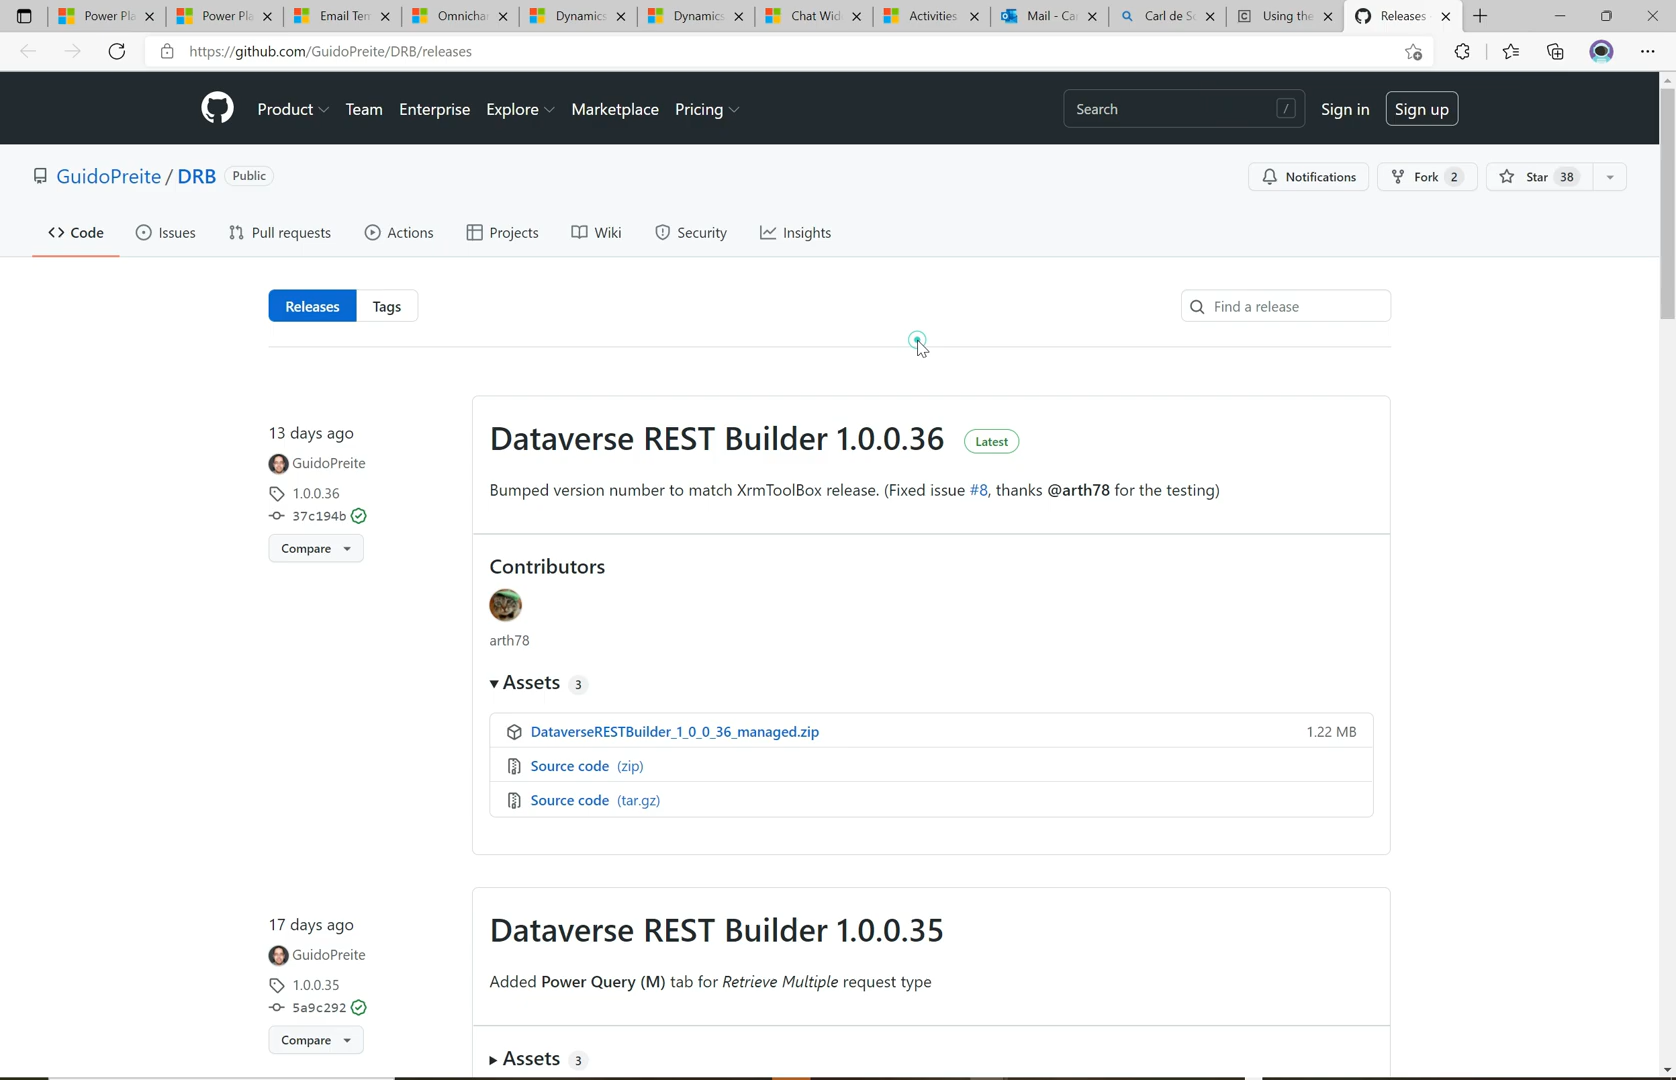 Power Pla
Power Pla
Email Tem
Omnichan
Dynamics
Dynamics
Chat Wid
Activities
Mail - Ca
Carl de So
Using the
Releases
https://github.com/GuidoPreite/DRB/releases
Product
Team
Enterprise
Explore
Marketplace
Pricing
Search
/
Sign in
Sign up
GuidoPreite / DRB
Public
Notifications
Fork 2
Star 38
<> Code
Issues
Pull requests
Actions
Projects
Wiki
Security
Insights
Releases
Tags
Find a release
13 days ago
GuidoPreite
1.0.0.36
37c194b
Compare
Dataverse REST Builder 1.0.0.36
Latest
Bumped version number to match XrmToolBox release. (Fixed issue #8, thanks @arth78 for the testing)
Contributors
arth78
Assets 3
DataverseRESTBuilder_1_0_0_36_managed.zip
1.22 MB
Source code (zip)
Source code (tar.gz)
17 days ago
GuidoPreite
1.0.0.35
5a9c292
Compare
Dataverse REST Builder 1.0.0.35
Added Power Query (M) tab for Retrieve Multiple request type
Assets 3